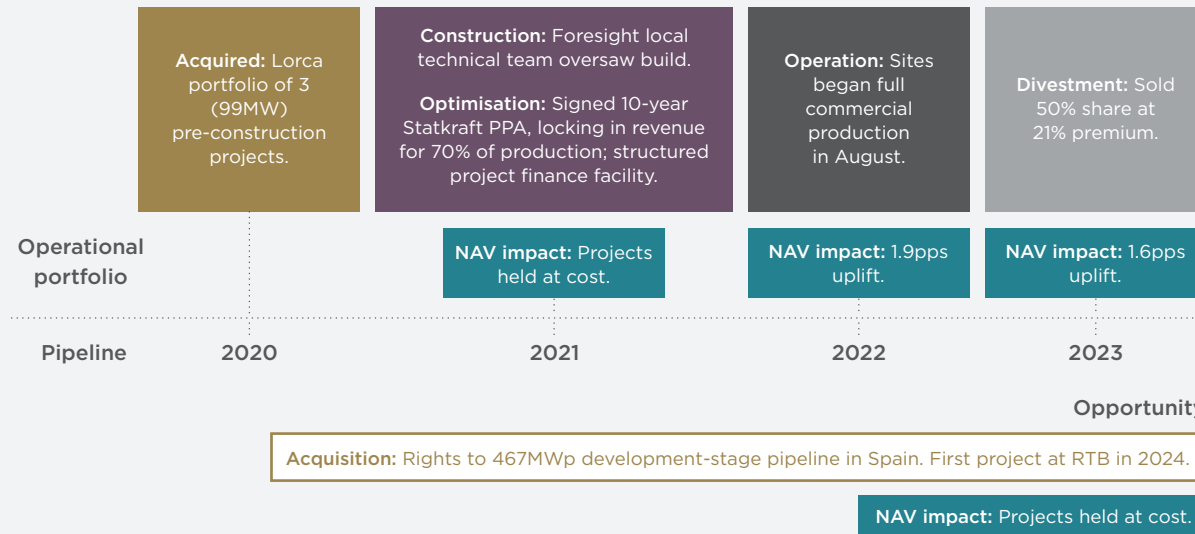 Acquired: Lorca
portfolio of 3
(99MW)
pre-construction
projects.
Construction: Foresight local
technical team oversaw build.
Optimisation: Signed 10-year
Statkraft PPA, locking in revenue
for 70% of production; structured
project finance facility.
Operation: Sites
began full
commercial
production
in August.
Divestment: Sold
50% share at
21% premium.
Operational
portfolio
NAV impact: Projects
held at cost.
NAV impact: 1.9pps
uplift.
NAV impact: 1.6pps
uplift.
Pipeline
2020
2021
2022
2023
Opportunity
Acquisition: Rights to 467MWp development-stage pipeline in Spain. First project at RTB in 2024.
NAV impact: Projects held at cost.